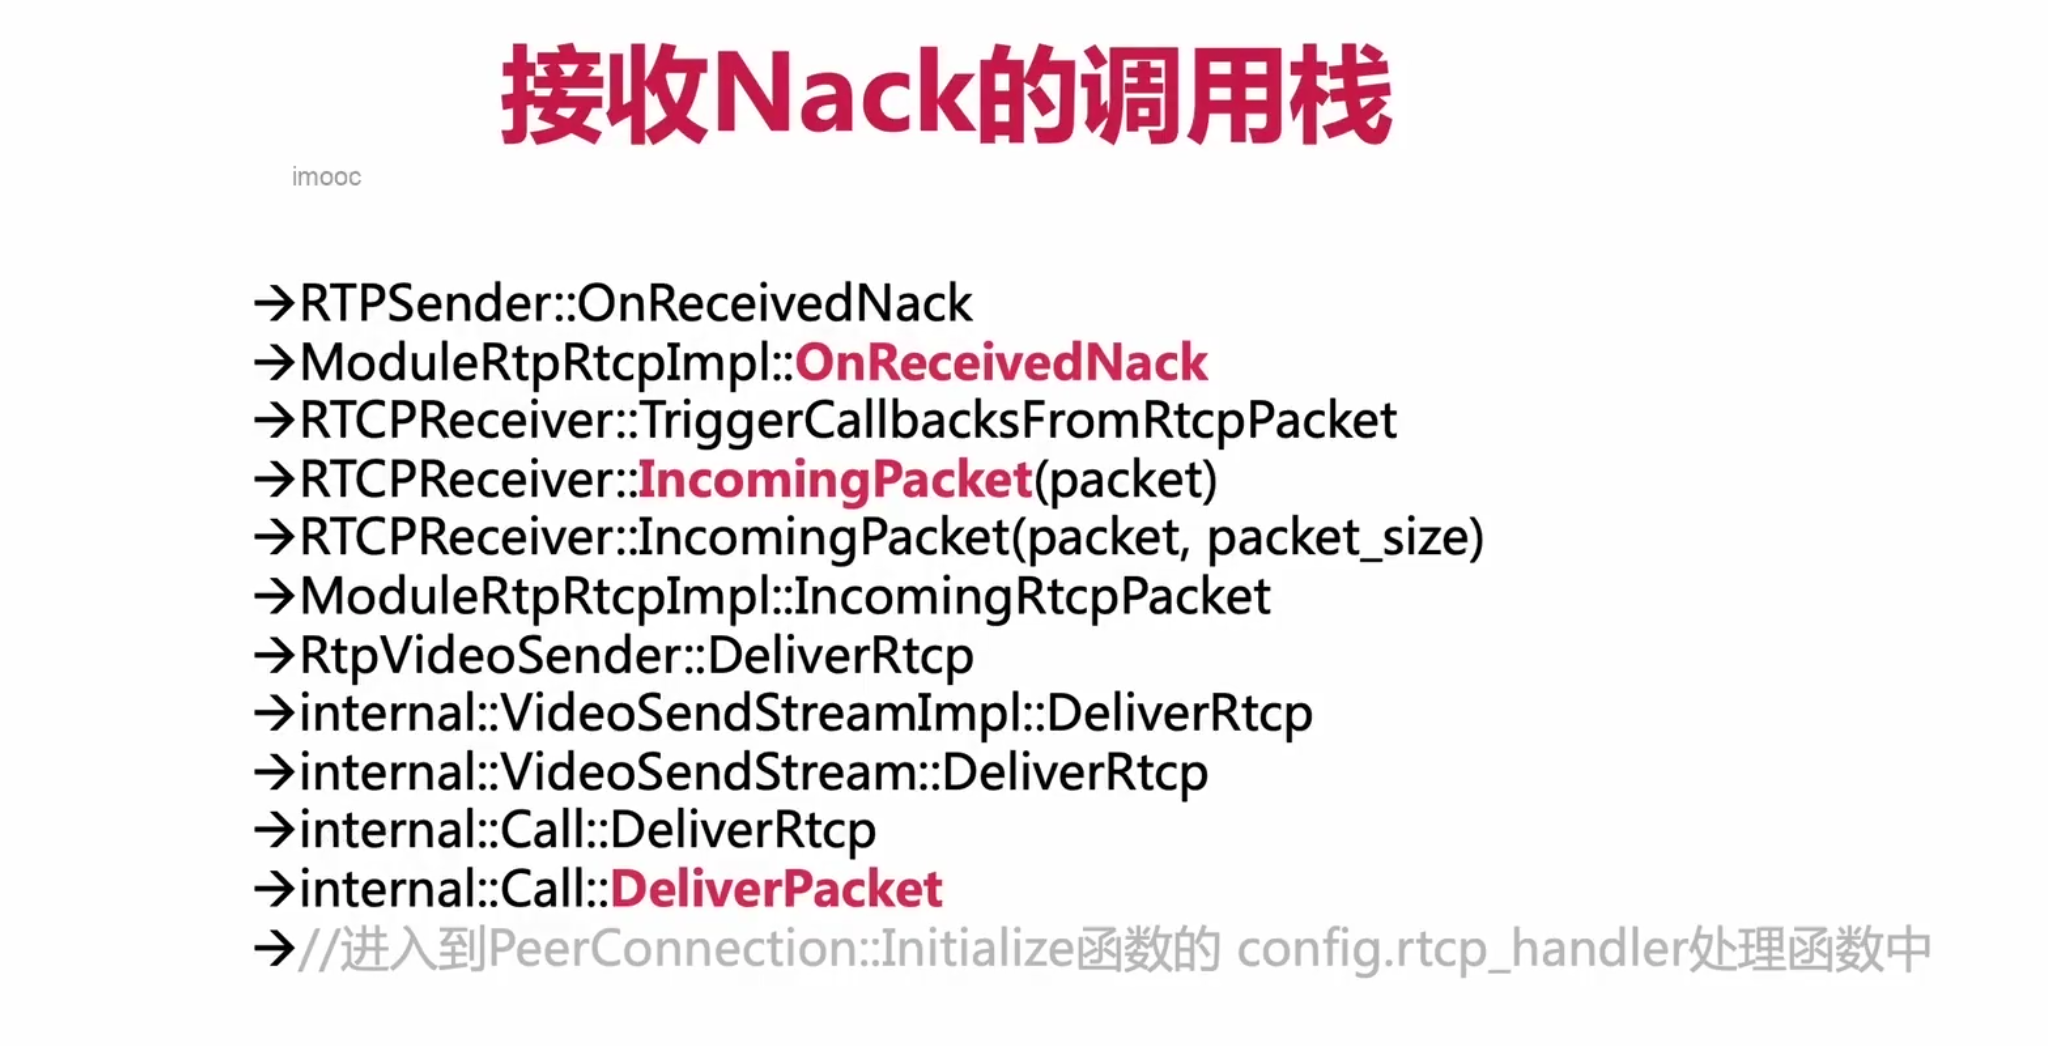 接收Nack的调用栈
imooc
→RTPSender::OnReceivedNack
→ModuleRtpRtcpImpl::OnReceivedNack
→RTCPReceiver::TriggerCallbacksFromRtcpPacket
→RTCPReceiver::IncomingPacket(packet)
→RTCPReceiver::IncomingPacket(packet, packet_size)
→ModuleRtpRtcpImpl::IncomingRtcpPacket
→RtpVideoSender::DeliverRtcp
→internal::VideoSendStreamImpl::DeliverRtcp
→internal::VideoSendStream::DeliverRtcp
→internal::Call::DeliverRtcp
→internal::Call::DeliverPacket
→//进入到PeerConnection::Initialize函数的 config.rtcp_handler处理函数中